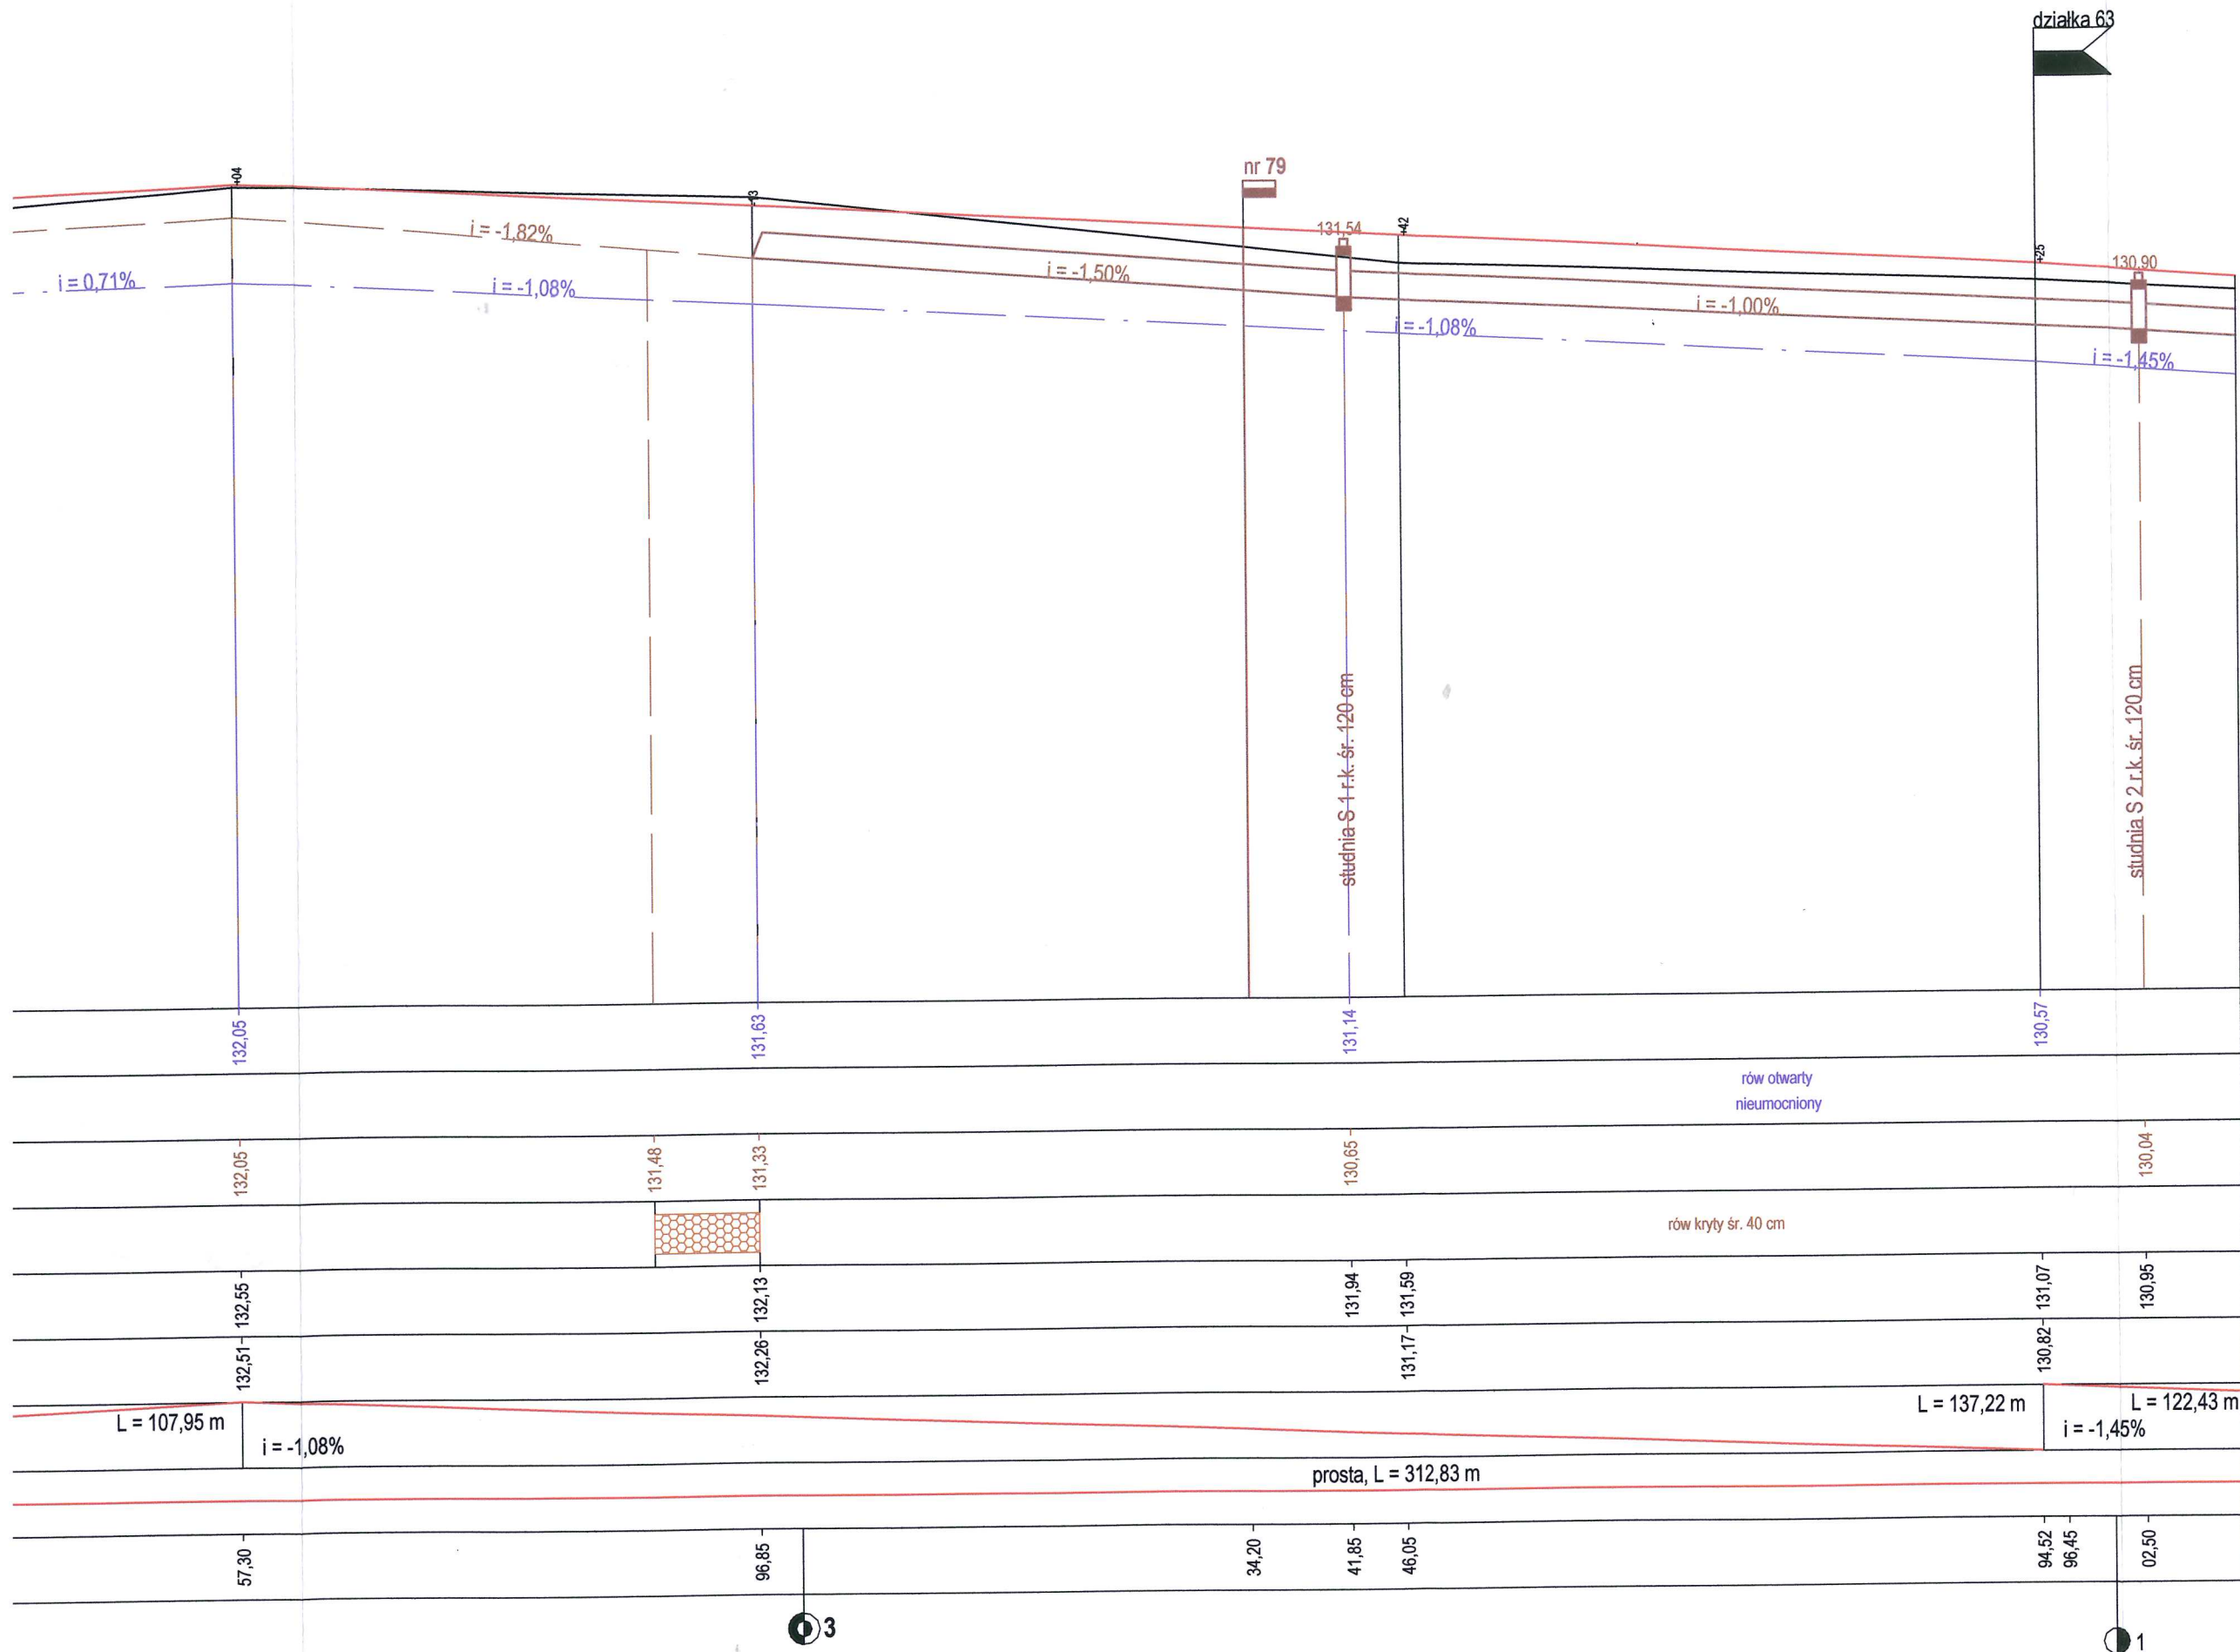 działka 63
nr 79
+04
+42
+25
131,54
130,90
i = -1,82%
i = 0,71%
i = -1,08%
i = -1,50%
i = -1,08%
i = -1,00%
i = -1,45%
studnia S 1 r.k. śr. 120 cm
studnia S 2 r.k. śr. 120 cm
132,05
131,63
131,14
130,57
rów otwarty
nieumocniony
132,05
131,48
131,33
130,65
130,04
rów kryty śr. 40 cm
132,55
132,13
131,94
131,59
131,07
130,95
132,51
132,26
131,17
130,82
L = 107,95 m
i = -1,08%
L = 137,22 m
L = 122,43 m
i = -1,45%
prosta, L = 312,83 m
57,30
96,85
34,20
41,85
46,05
94,52
96,45
02,50
3
1